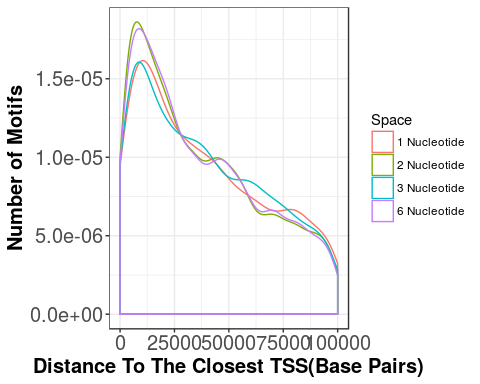 Number of Motifs
1.5e-05
1.0e-05
5.0e-06
0.0e+00
0 25000 50000 75000 100000
Distance To The Closest TSS(Base Pairs)
Space
1 Nucleotide
2 Nucleotide
3 Nucleotide
6 Nucleotide